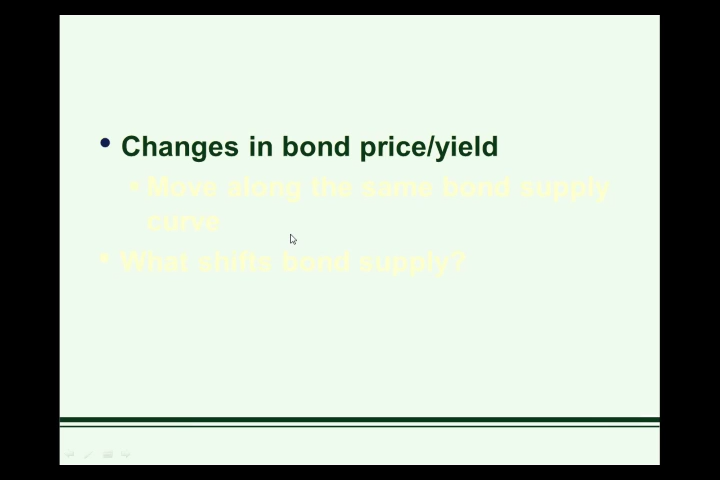 • Changes in bond price/yield
• Move along the same bond supply
curve
• What shifts bond supply?